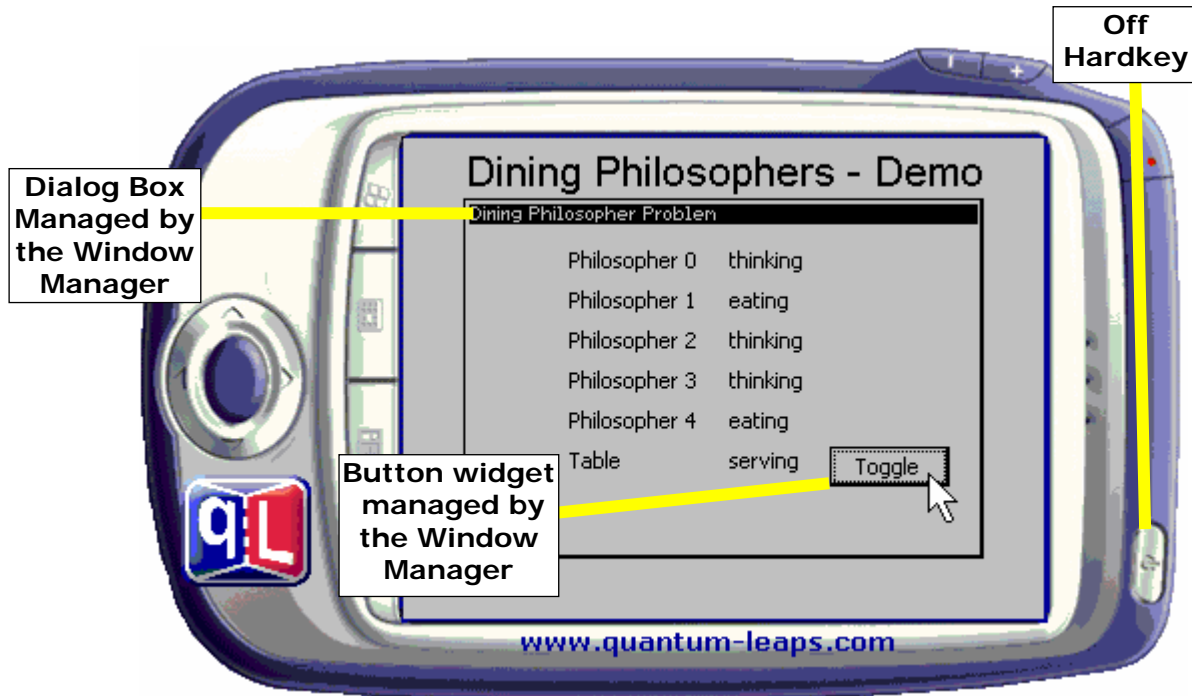 Off
Hardkey
- +
Dining Philosophers - Demo
Dialog Box
Managed by
the Window
Manager
Dining Philosopher Problem
Philosopher 0 thinking
Philosopher 1 eating
Philosopher 2 thinking
Philosopher 3 thinking
Philosopher 4 eating
Table serving Toggle
Button widget
managed by
the Window
Manager
qL
www.quantum-leaps.com